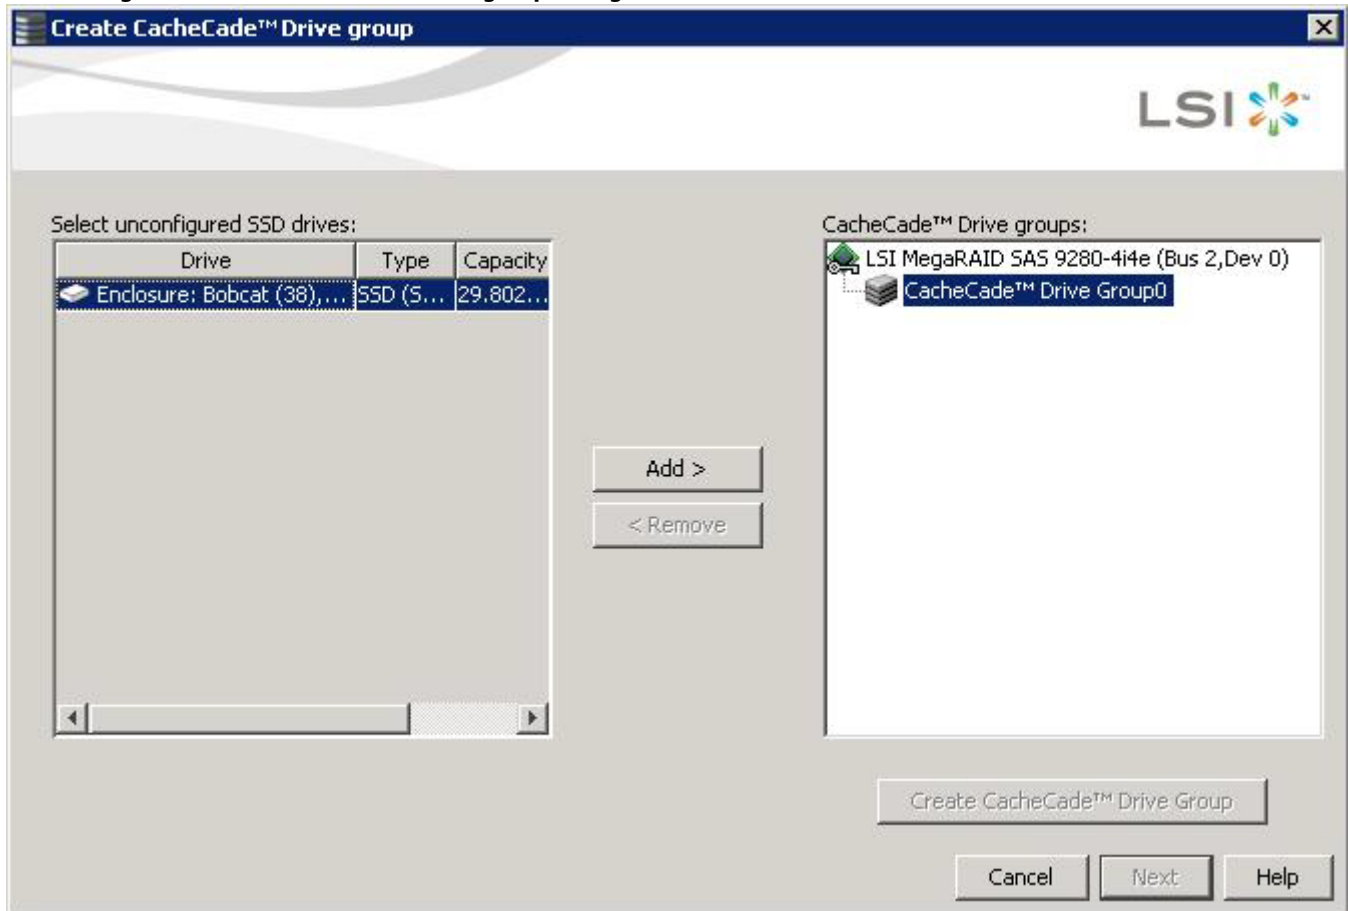 Create CacheCade™ Drive group
LSI
Select unconfigured SSD drives:
CacheCade™ Drive groups:
Drive Type Capacity
Enclosure: Bobcat (38),... SSD (S... 29.802...
LSI MegaRAID SAS 9280-4i4e (Bus 2,Dev 0)
CacheCade™ Drive Group0
Add >
< Remove
Create CacheCade™ Drive Group
Cancel Next Help